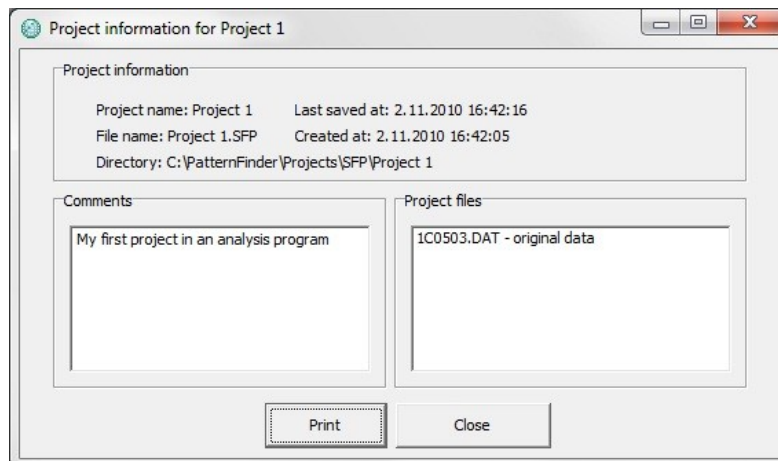 Project information for Project 1
Project information
Project name: Project 1 Last saved at: 2.11.2010 16:42:16
File name: Project 1.SFP Created at: 2.11.2010 16:42:05
Directory: C:\PatternFinder\Projects\SFP\Project 1
Comments
My first project in an analysis program
Project files
1C0503.DAT - original data
Print Close